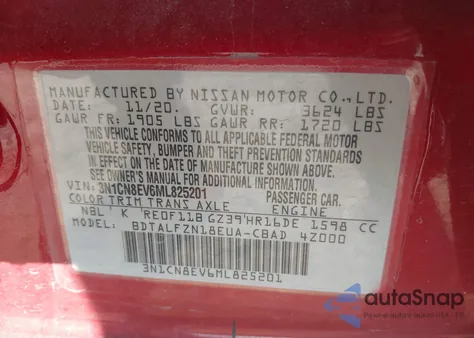 MANUFACTURED BY NISSAN MOTOR CO.,LTD.
DATE: 11/20. GVWR: 3624 LBS
GAWR FR: 1905 LBS GAWR RR: 1720 LBS
THIS VEHICLE CONFORMS TO ALL APPLICABLE FEDERAL MOTOR
VEHICLE SAFETY, BUMPER AND THEFT PREVENTION
STANDARDS IN EFFECT ON THE DATE OF MANUFACTURE SHOWN ABOVE.
SEE OWNER'S MANUAL FOR ADDITIONAL INFORMATION.
VIN: 3N1CN8EV6ML825201 PASSENGER CAR.
COLOR TRIM TRANS AXLE ENGINE
NBL K RE0F11B GZ39 HR16DE 1598 CC
BDTALFZN18EUA-CBAD 4Z000
3N1CN8EV6ML825201
autoSnap